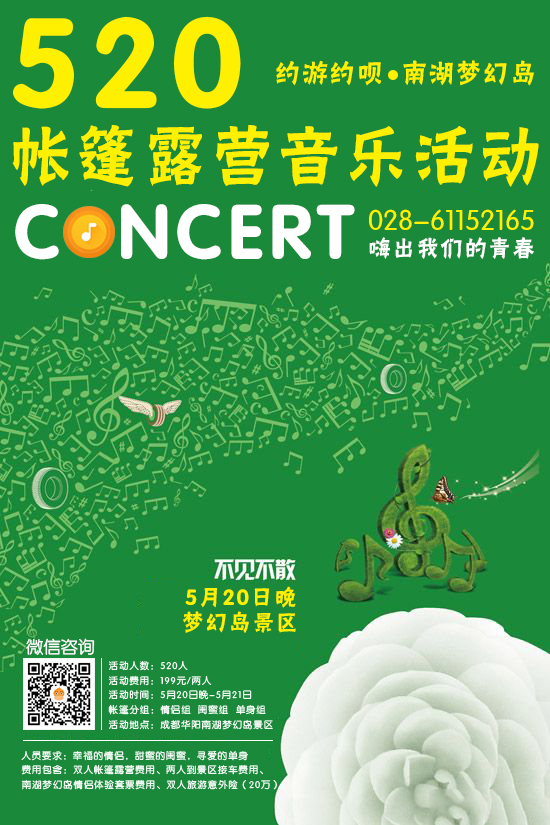 520
约游约呗●南湖梦幻岛
帐篷露营音乐活动
CONCERT
028-61152165
嗨出我们的青春
不见不散
5月20日晚
梦幻岛景区
微信咨询
活动人数：520人
活动费用：199元/两人
活动时间：5月20日晚-5月21日
帐篷分组：情侣组 闺蜜组 单身组
活动地点：成都华阳南湖梦幻岛景区
人员要求：幸福的情侣，甜蜜的闺蜜，寻爱的单身
费用包含：双人帐篷露营费用、两人到景区接车费用、
南湖梦幻岛情侣体验套票费用、双人旅游意外险（20万）